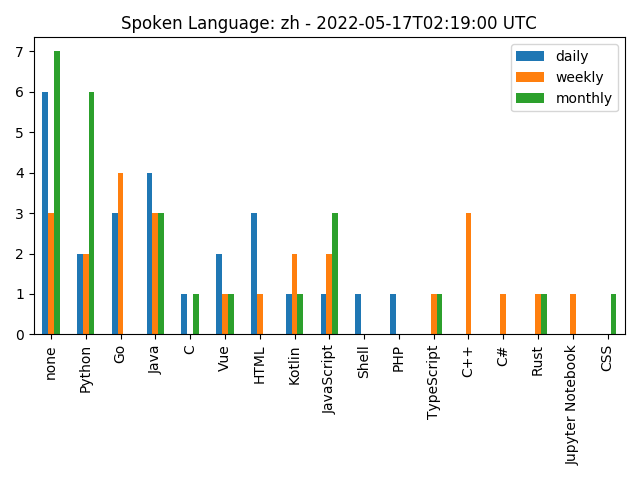 Spoken Language: zh - 2022-05-17T02:19:00 UTC
daily
weekly
monthly
7
6
5
4
3
2
1
0
none
Python
Go
Java
C
Vue
HTML
Kotlin
JavaScript
Shell
PHP
TypeScript
C++
C#
Rust
Jupyter Notebook
CSS